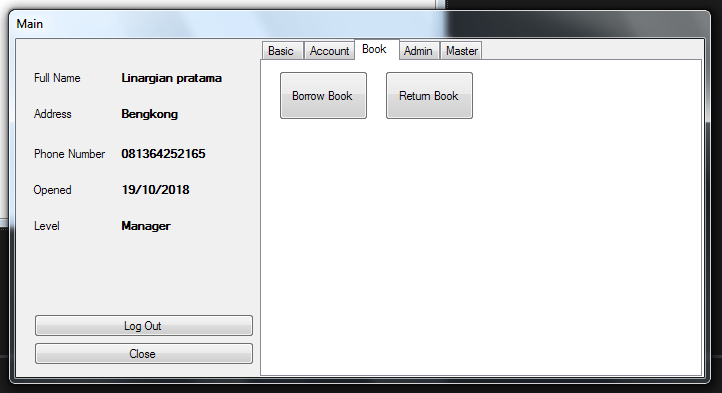 Main
Basic Account Book Admin Master
Full Name Linargian pratama
Address Bengkong
Phone Number 081364252165
Opened 19/10/2018
Level Manager
Borrow Book Return Book
Log Out
Close